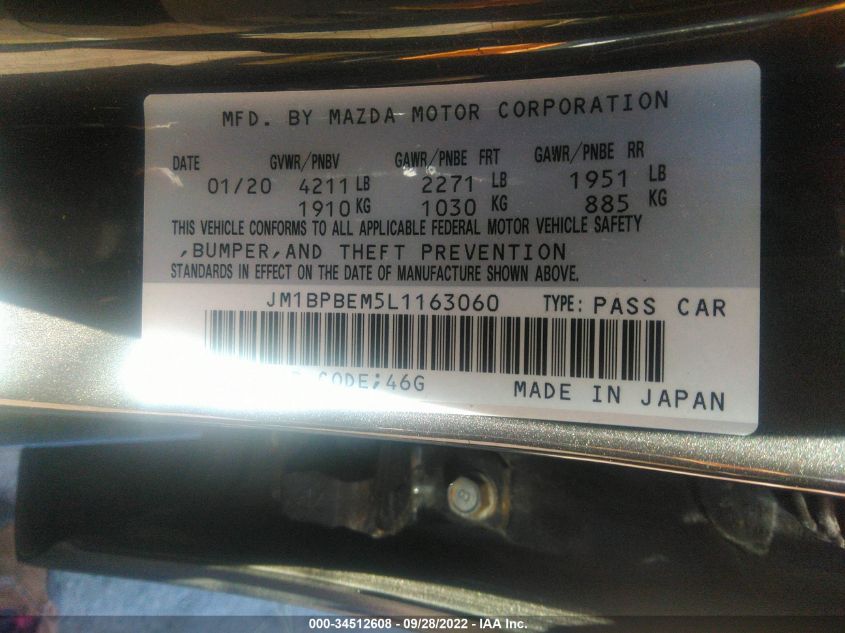 MFD. BY MAZDA MOTOR CORPORATION
DATE GVWR/PNBV GAWR/PNBE FRT GAWR/PNBE RR
01/20 4211 LB 2271 LB 1951 LB
1910 KG 1030 KG 885 KG
THIS VEHICLE CONFORMS TO ALL APPLICABLE FEDERAL MOTOR VEHICLE SAFETY
,BUMPER,AND THEFT PREVENTION
STANDARDS IN EFFECT ON THE DATE OF MANUFACTURE SHOWN ABOVE.
JM1BPBEM5L1163060 TYPE: PASS CAR
CODE;46G MADE IN JAPAN
8
000-34512608 - 09/28/2022 - IAA Inc.